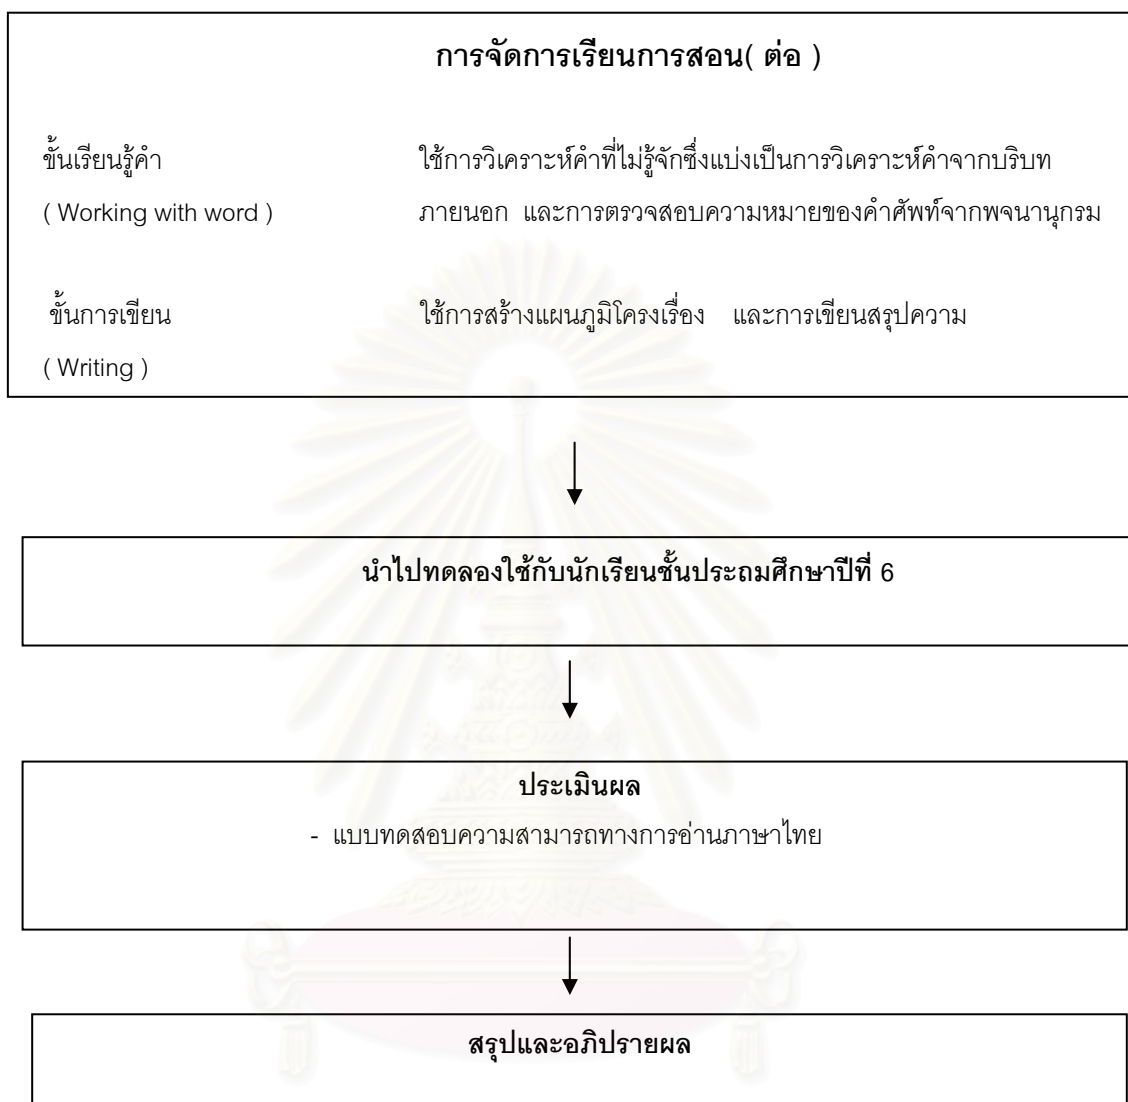 การจัดการเรียนการสอน( ต่อ )
ขั้นเรียนรู้คำ ใช้การวิเคราะห์คำที่ไม่รู้จักซึ่งแบ่งเป็นการวิเคราะห์คำจากบริบท
( Working with word ) ภายนอก และการตรวจสอบความหมายของคำศัพท์จากพจนานุกรม
ขั้นการเขียน ใช้การสร้างแผนภูมิโครงเรื่อง และการเขียนสรุปความ
( Writing )
นำไปทดลองใช้กับนักเรียนชั้นประถมศึกษาปีที่ 6
ประเมินผล
- แบบทดสอบความสามารถทางการอ่านภาษาไทย
สรุปและอภิปรายผล